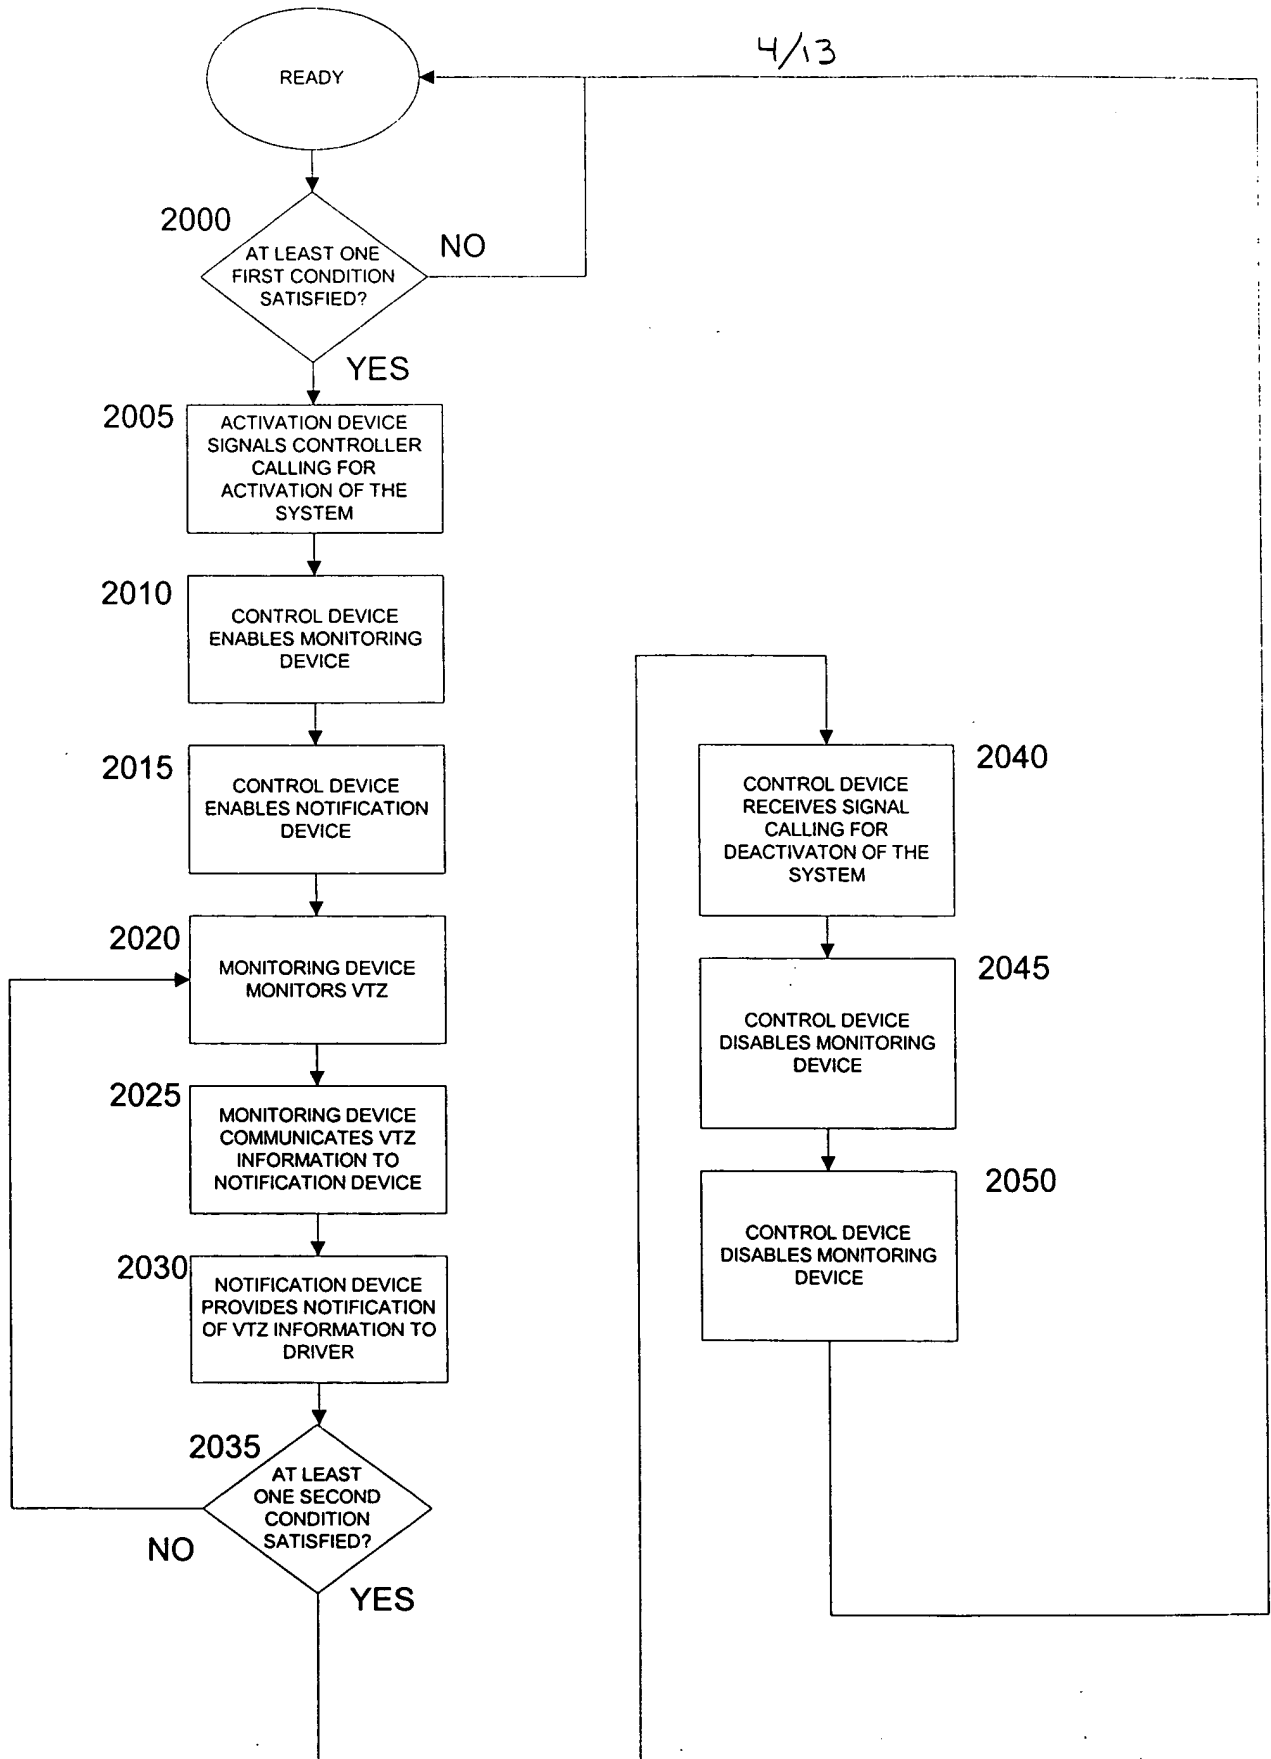 4/13
READY
2000
AT LEAST ONE
FIRST CONDITION
SATISFIED?
NO
YES
2005
ACTIVATION DEVICE
SIGNALS CONTROLLER
CALLING FOR
ACTIVATION OF THE
SYSTEM
2010
CONTROL DEVICE
ENABLES MONITORING
DEVICE
2015
CONTROL DEVICE
ENABLES NOTIFICATION
DEVICE
2020
MONITORING DEVICE
MONITORS VTZ
2025
MONITORING DEVICE
COMMUNICATES VTZ
INFORMATION TO
NOTIFICATION DEVICE
2030
NOTIFICATION DEVICE
PROVIDES NOTIFICATION
OF VTZ INFORMATION TO
DRIVER
2035
AT LEAST
ONE SECOND
CONDITION
SATISFIED?
NO
YES
2040
CONTROL DEVICE
RECEIVES SIGNAL
CALLING FOR
DEACTIVATON OF THE
SYSTEM
2045
CONTROL DEVICE
DISABLES MONITORING
DEVICE
2050
CONTROL DEVICE
DISABLES MONITORING
DEVICE